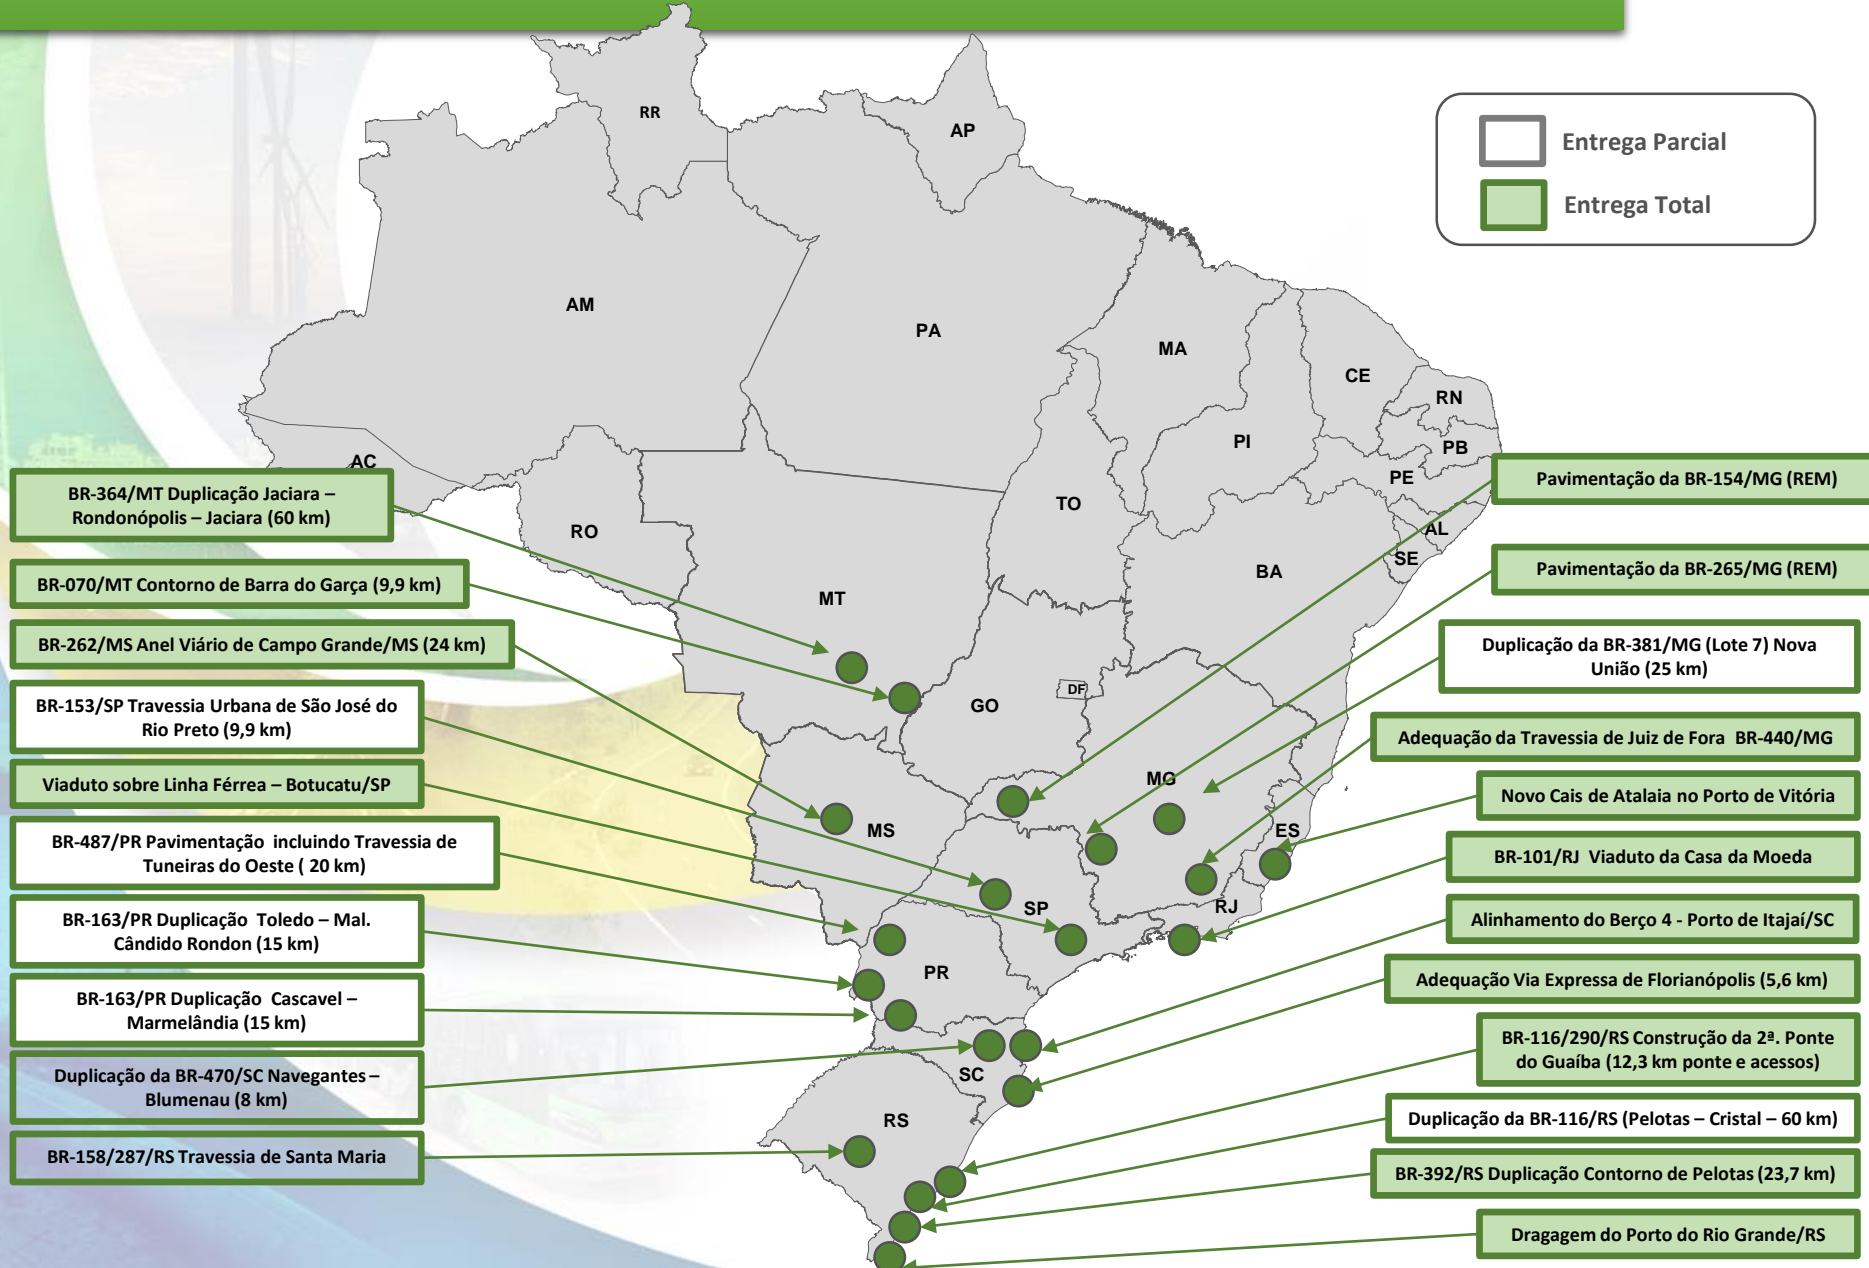 RR
AP
Entrega Parcial
Entrega Total
AM
PA
MA
CE
RN
PB
PI
PE
AL
SE
AC
TO
RO
BA
MT
GO
DF
MG
MS
ES
SP
RJ
PR
SC
RS
BR-364/MT Duplicação Jaciara –
Rondonópolis – Jaciara (60 km)
BR-070/MT Contorno de Barra do Garça (9,9 km)
BR-262/MS Anel Viário de Campo Grande/MS (24 km)
BR-153/SP Travessia Urbana de São José do
Rio Preto (9,9 km)
Viaduto sobre Linha Férrea – Botucatu/SP
BR-487/PR Pavimentação incluindo Travessia de
Tuneiras do Oeste ( 20 km)
BR-163/PR Duplicação Toledo – Mal.
Cândido Rondon (15 km)
BR-163/PR Duplicação Cascavel –
Marmelândia (15 km)
Duplicação da BR-470/SC Navegantes –
Blumenau (8 km)
BR-158/287/RS Travessia de Santa Maria
Pavimentação da BR-154/MG (REM)
Pavimentação da BR-265/MG (REM)
Duplicação da BR-381/MG (Lote 7) Nova
União (25 km)
Adequação da Travessia de Juiz de Fora BR-440/MG
Novo Cais de Atalaia no Porto de Vitória
BR-101/RJ Viaduto da Casa da Moeda
Alinhamento do Berço 4 - Porto de Itajaí/SC
Adequação Via Expressa de Florianópolis (5,6 km)
BR-116/290/RS Construção da 2ª. Ponte
do Guaíba (12,3 km ponte e acessos)
Duplicação da BR-116/RS (Pelotas – Cristal – 60 km)
BR-392/RS Duplicação Contorno de Pelotas (23,7 km)
Dragagem do Porto do Rio Grande/RS